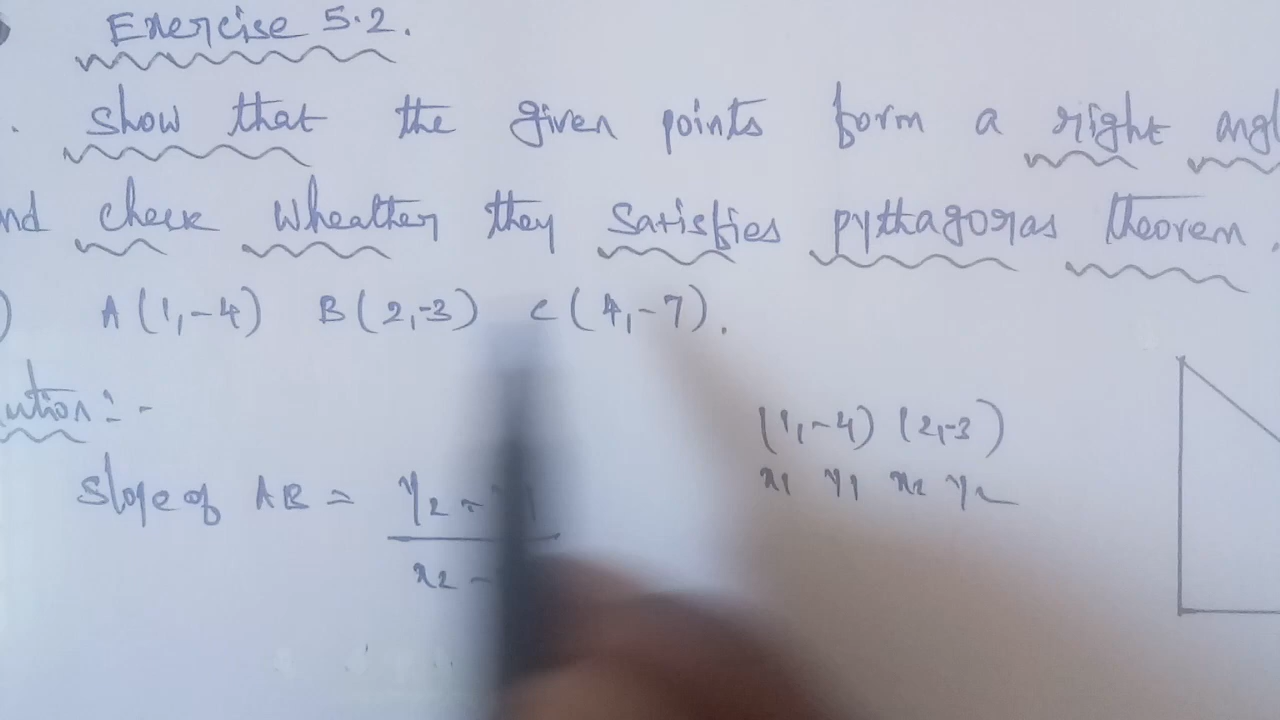 Exercise 5.2.
. Show that the given points form a right angl
nd check wheather they satisfies pythagoras theorem.
) A (1,-4) B (2,-3) C (4,-7).
ution :-
(1,-4) (2,-3)
x1 y1 x2 y2
Slope of AB = y2 -
x2 -